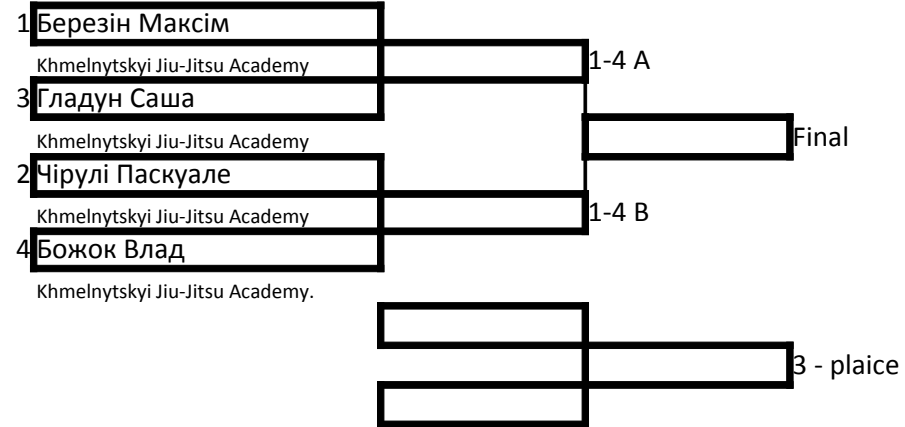 1 Березін Максім
Khmelnytskyi Jiu-Jitsu Academy
1-4 A
3 Гладун Саша
Khmelnytskyi Jiu-Jitsu Academy
Final
2 Чірулі Паскуале
Khmelnytskyi Jiu-Jitsu Academy
1-4 B
4 Божок Влад
Khmelnytskyi Jiu-Jitsu Academy.
3 - plaice